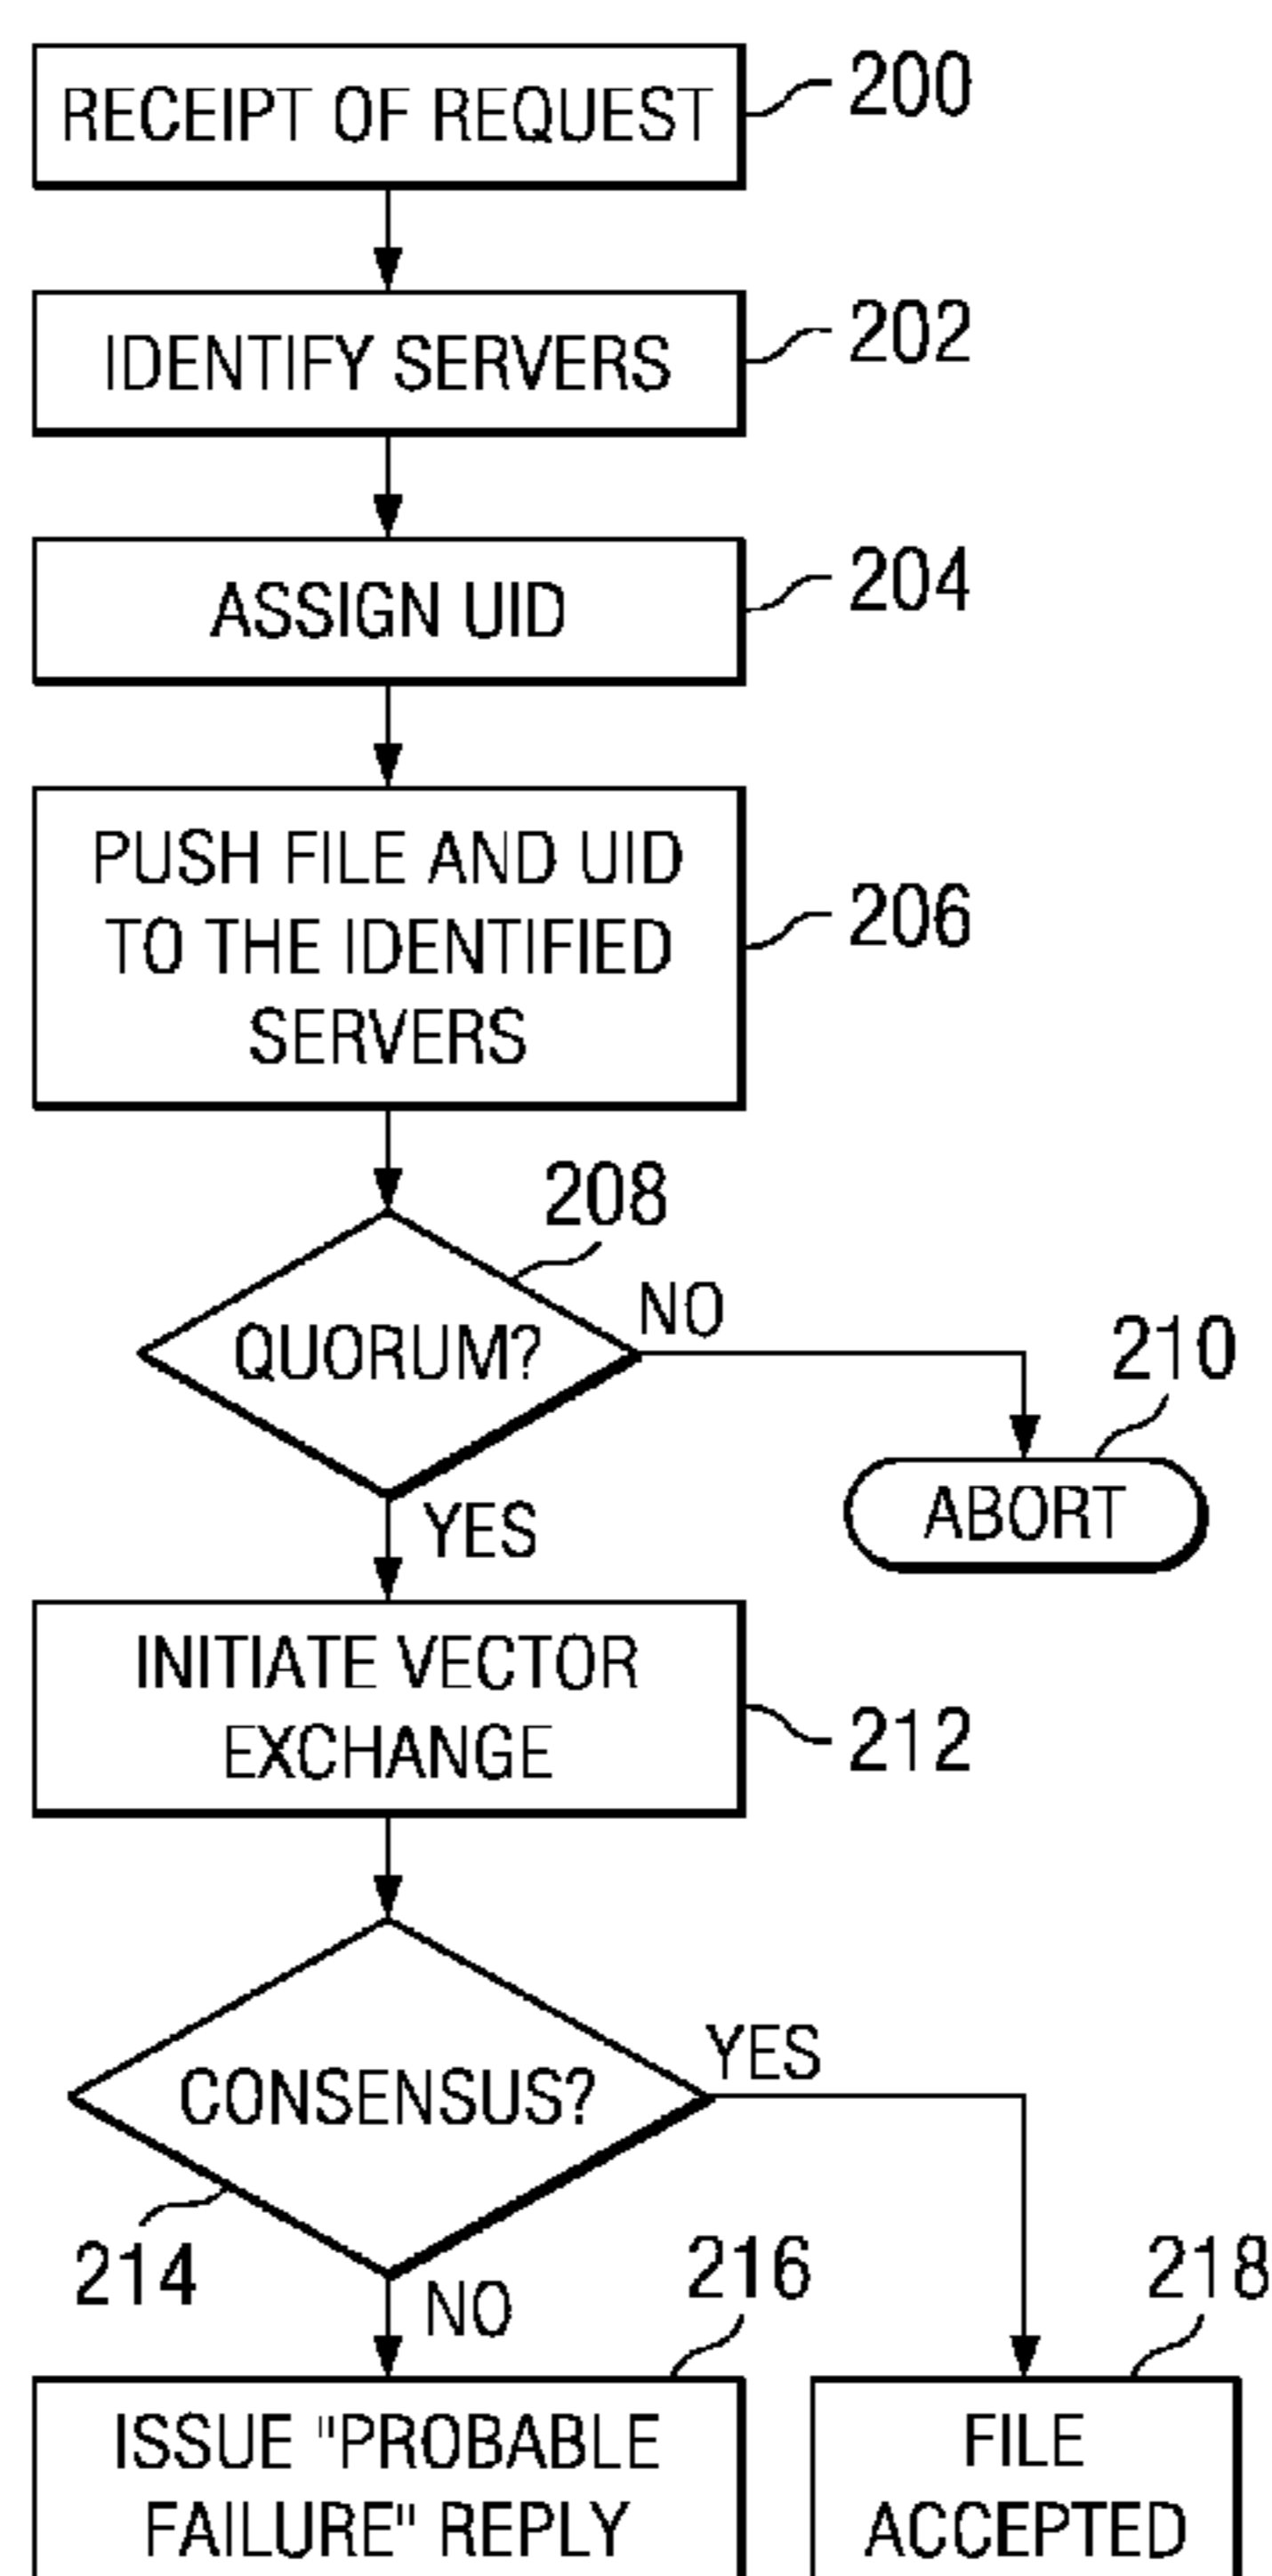 RECEIPT OF REQUEST
200
IDENTIFY SERVERS
202
ASSIGN UID
204
PUSH FILE AND UID
TO THE IDENTIFIED
SERVERS
206
208
QUORUM?
NO
210
ABORT
YES
INITIATE VECTOR
EXCHANGE
212
CONSENSUS?
YES
214
NO
216
218
ISSUE "PROBABLE
FAILURE" REPLY
FILE
ACCEPTED